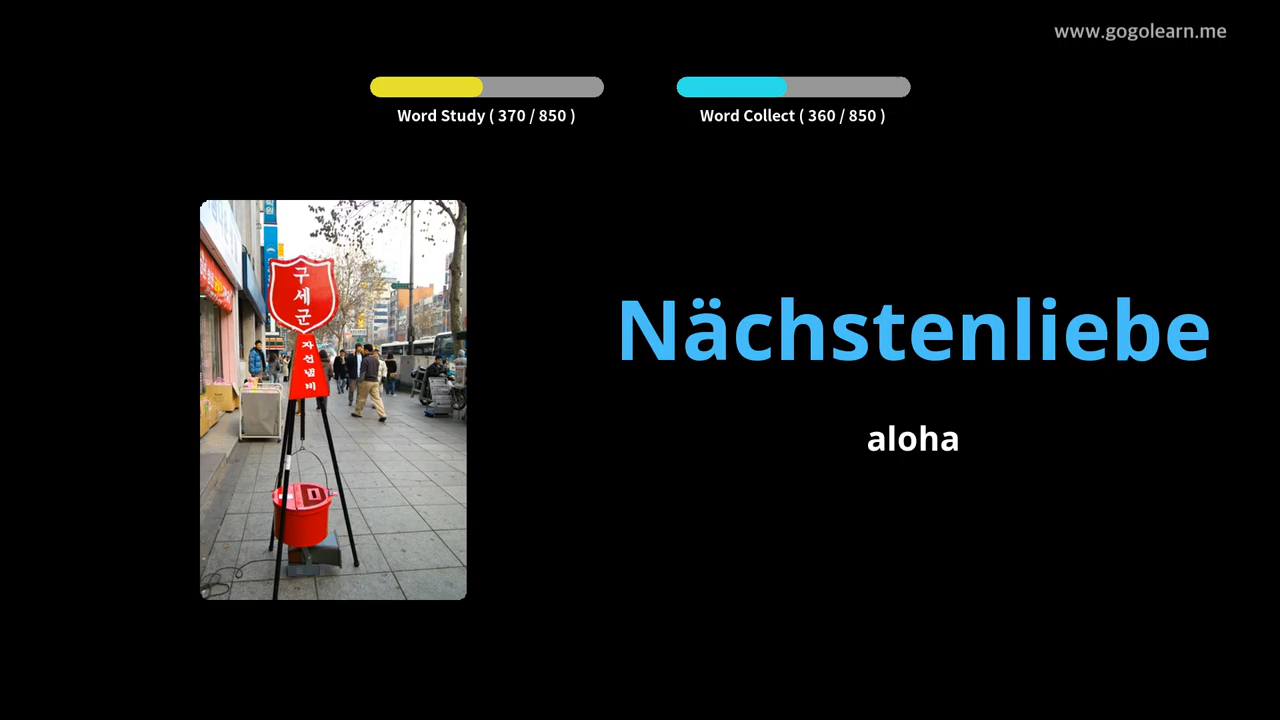 www.gogolearn.me
Word Study ( 370 / 850 )
Word Collect ( 360 / 850 )
구세군
자선냄비
Nächstenliebe
aloha